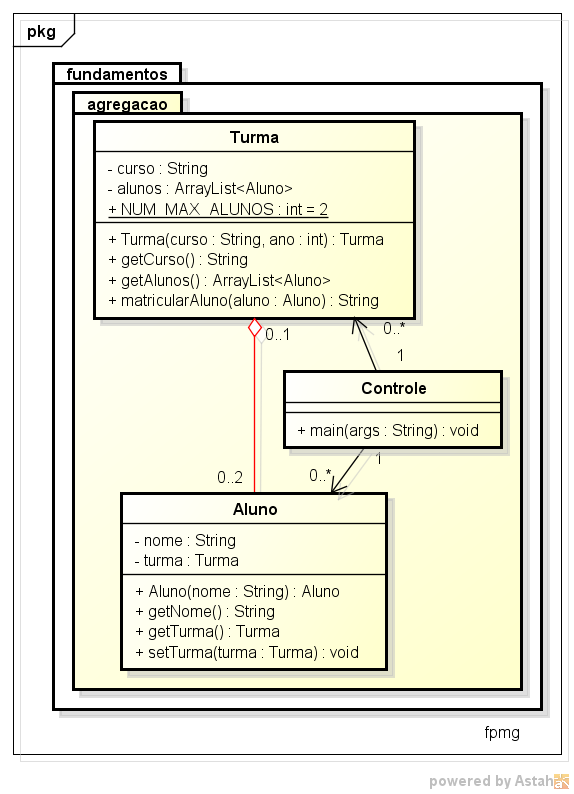 pkg
fundamentos
agregacao
Turma
- curso : String
- alunos : ArrayList<Aluno>
+ NUM_MAX_ALUNOS : int = 2
+ Turma(curso : String, ano : int) : Turma
+ getCurso() : String
+ getAlunos() : ArrayList<Aluno>
+ matricularAluno(aluno : Aluno) : String
0..1
0..*
1
Controle
+ main(args : String) : void
1
0..*
0..2
Aluno
- nome : String
- turma : Turma
+ Aluno(nome : String) : Aluno
+ getNome() : String
+ getTurma() : Turma
+ setTurma(turma : Turma) : void
fpmg
powered by Astah